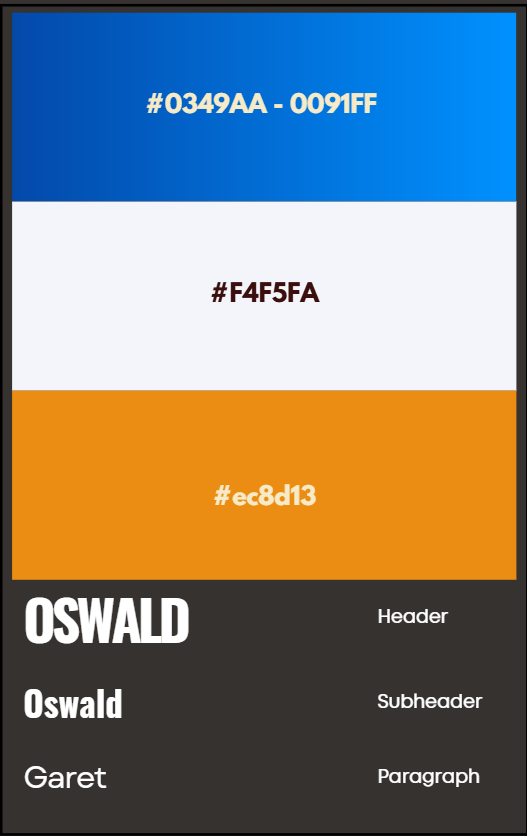 #0349AA - 0091FF
#F4F5FA
#ec8d13
OSWALD Header
Oswald Subheader
Garet Paragraph